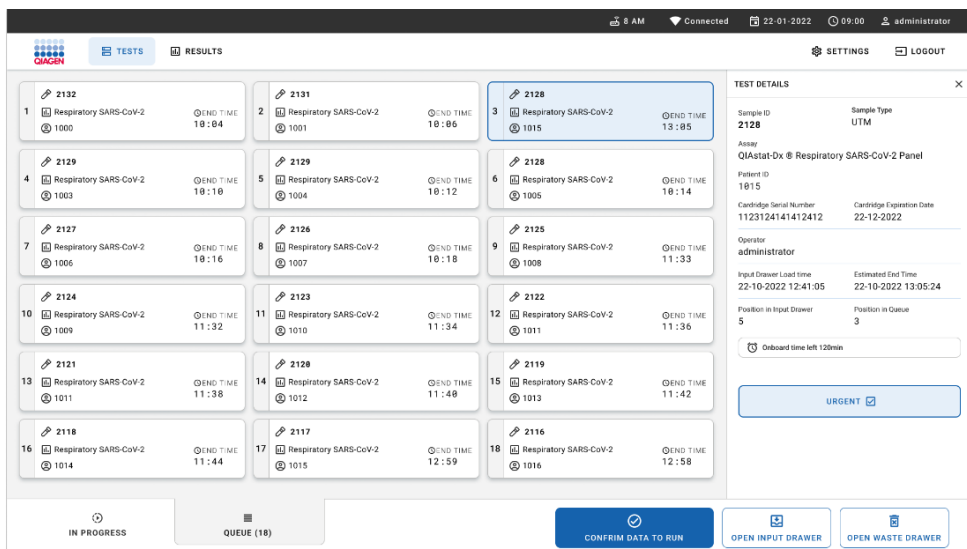 8 AM Connected 22-01-2022 09:00 administrator
QIAGEN TESTS RESULTS SETTINGS LOGOUT
1 2132
Respiratory SARS-CoV-2 END TIME
1000 10:04
2 2131
Respiratory SARS-CoV-2 END TIME
1001 10:06
3 2128
Respiratory SARS-CoV-2 END TIME
1015 13:05
4 2129
Respiratory SARS-CoV-2 END TIME
1003 10:10
5 2129
Respiratory SARS-CoV-2 END TIME
1004 10:12
6 2128
Respiratory SARS-CoV-2 END TIME
1005 10:14
7 2127
Respiratory SARS-CoV-2 END TIME
1006 10:16
8 2126
Respiratory SARS-CoV-2 END TIME
1007 10:18
9 2125
Respiratory SARS-CoV-2 END TIME
1008 11:33
10 2124
Respiratory SARS-CoV-2 END TIME
1009 11:32
11 2123
Respiratory SARS-CoV-2 END TIME
1010 11:34
12 2122
Respiratory SARS-CoV-2 END TIME
1011 11:36
13 2121
Respiratory SARS-CoV-2 END TIME
1011 11:38
14 2120
Respiratory SARS-CoV-2 END TIME
1012 11:40
15 2119
Respiratory SARS-CoV-2 END TIME
1013 11:42
16 2118
Respiratory SARS-CoV-2 END TIME
1014 11:44
17 2117
Respiratory SARS-CoV-2 END TIME
1015 12:59
18 2116
Respiratory SARS-CoV-2 END TIME
1016 12:58
TEST DETAILS
Sample ID Sample Type
2128 UTM
Assay
QIAstat-Dx ® Respiratory SARS-CoV-2 Panel
Patient ID
1015
Cardridge Serial Number Cardridge Expiration Date
1123124141412412 22-12-2022
Operator
administrator
Input Drawer Load time Estimated End Time
22-10-2022 12:41:05 22-10-2022 13:05:24
Position in Input Drawer Position in Queue
5 3
Onboard time left 120min
URGENT
IN PROGRESS QUEUE (18) CONFRIM DATA TO RUN OPEN INPUT DRAWER OPEN WASTE DRAWER